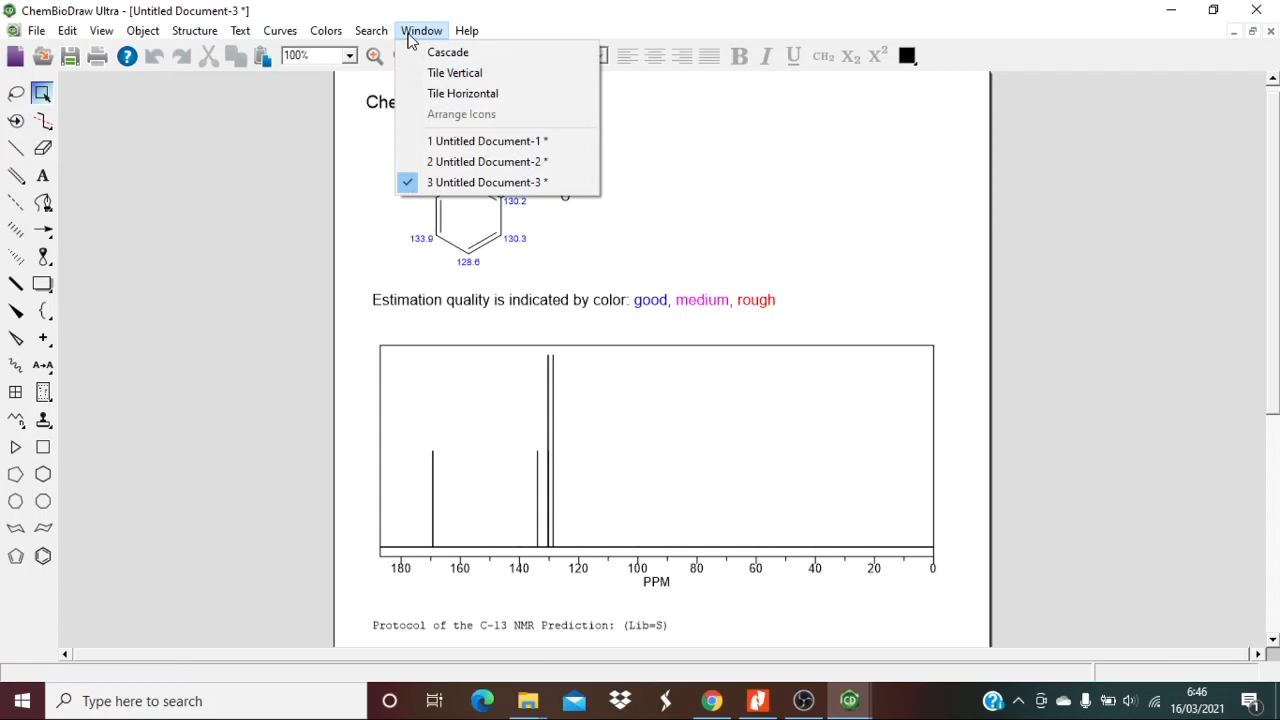 ChemBioDraw Ultra - [Untitled Document-3 *]
File Edit View Object Structure Text Curves Colors Search Window Help
100%
B I U CH2 X2 X2
Cascade
Tile Vertical
Tile Horizontal
Arrange Icons
1 Untitled Document-1 *
2 Untitled Document-2 *
3 Untitled Document-3 *
Che
130.2
133.9
130.3
128.6
Estimation quality is indicated by color: good, medium, rough
180 160 140 120 100 80 60 40 20 0
PPM
Protocol of the C-13 NMR Prediction: (Lib=S)
A
A→A
Type here to search
6:46
16/03/2021